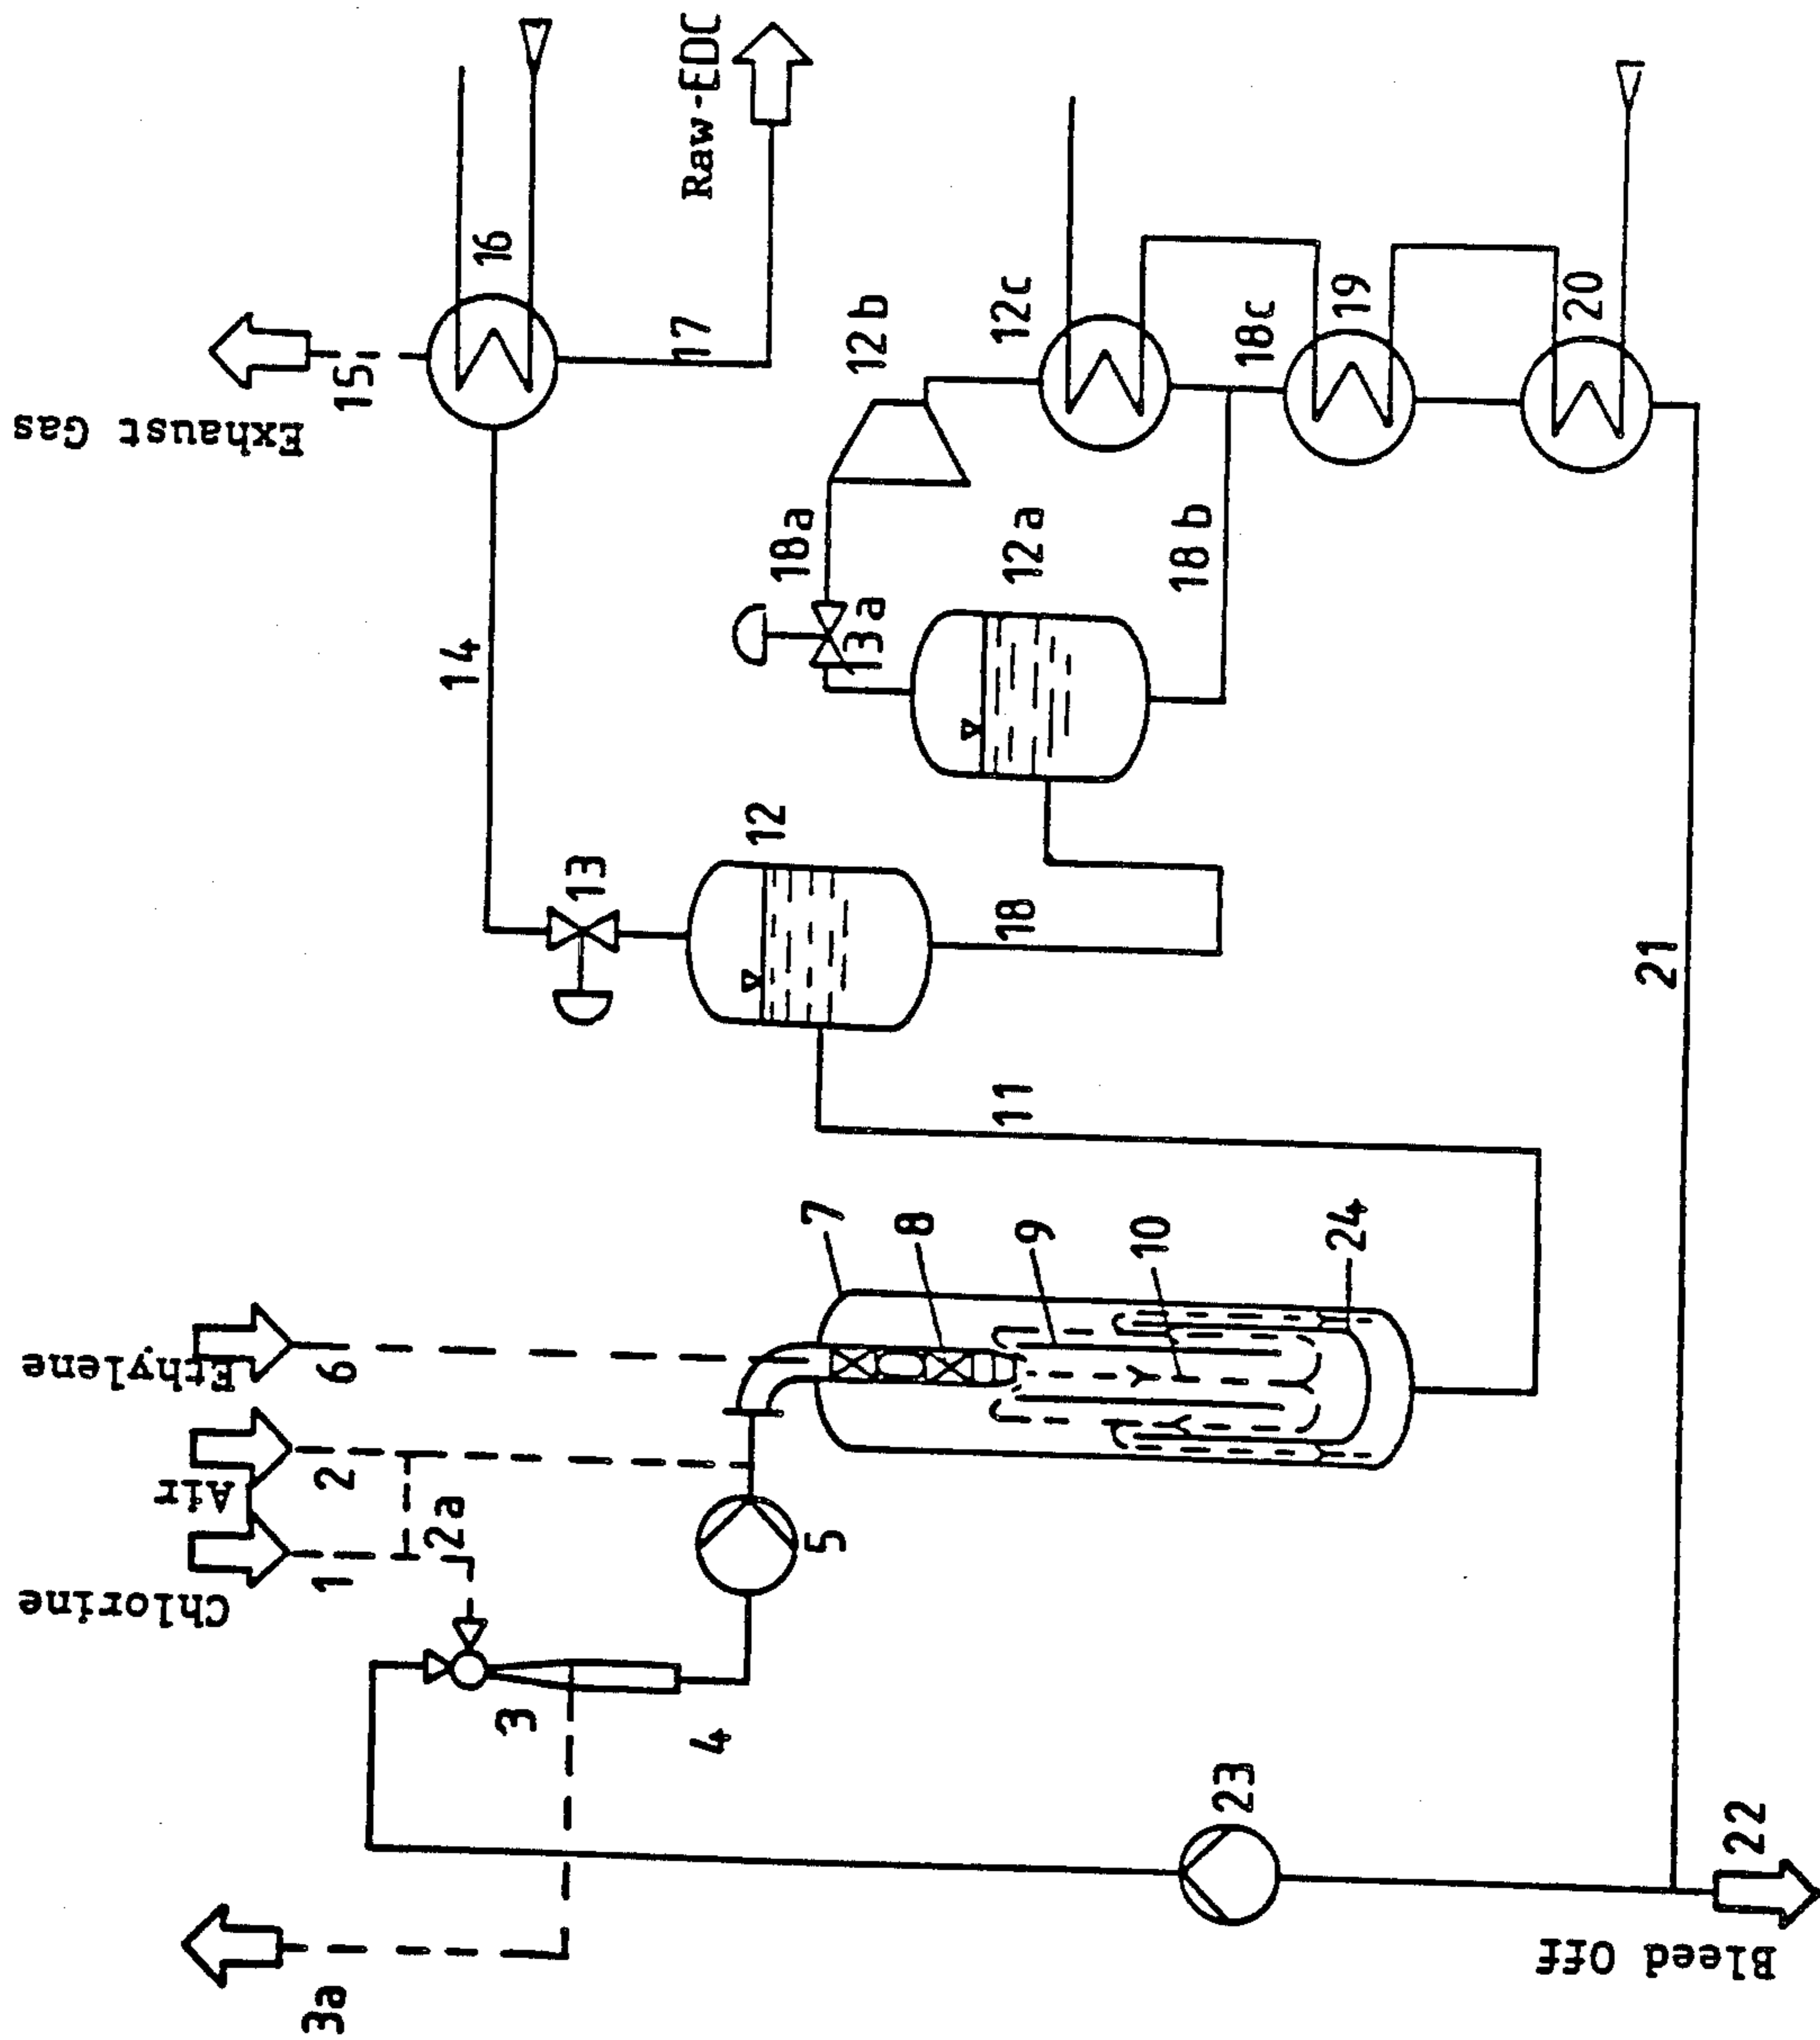 Exhaust Gas
15
16
Raw-EDC
17
14
13
12
18
18a
13a
12a
12b
12c
18b
18c
19
20
21
11
Ethylene
6
Air
2
2a
Chlorine
1
3
3a
4
5
7
8
9
10
24
23
22
Bleed Off